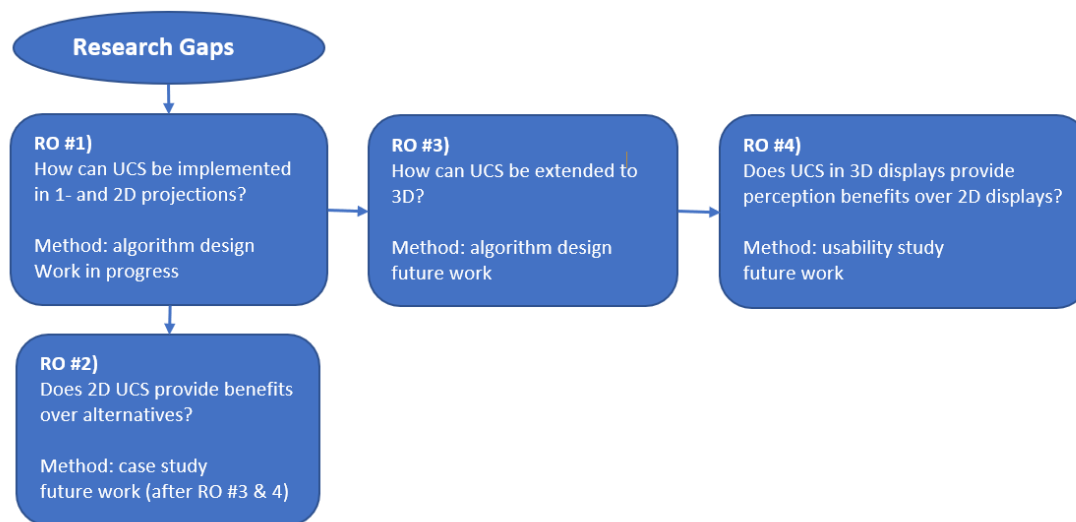 Research Gaps
RO #1)
How can UCS be implemented
in 1- and 2D projections?
Method: algorithm design
Work in progress
RO #3)
How can UCS be extended to
3D?
Method: algorithm design
future work
RO #4)
Does UCS in 3D displays provide
perception benefits over 2D displays?
Method: usability study
future work
RO #2)
Does 2D UCS provide benefits
over alternatives?
Method: case study
future work (after RO #3 & 4)